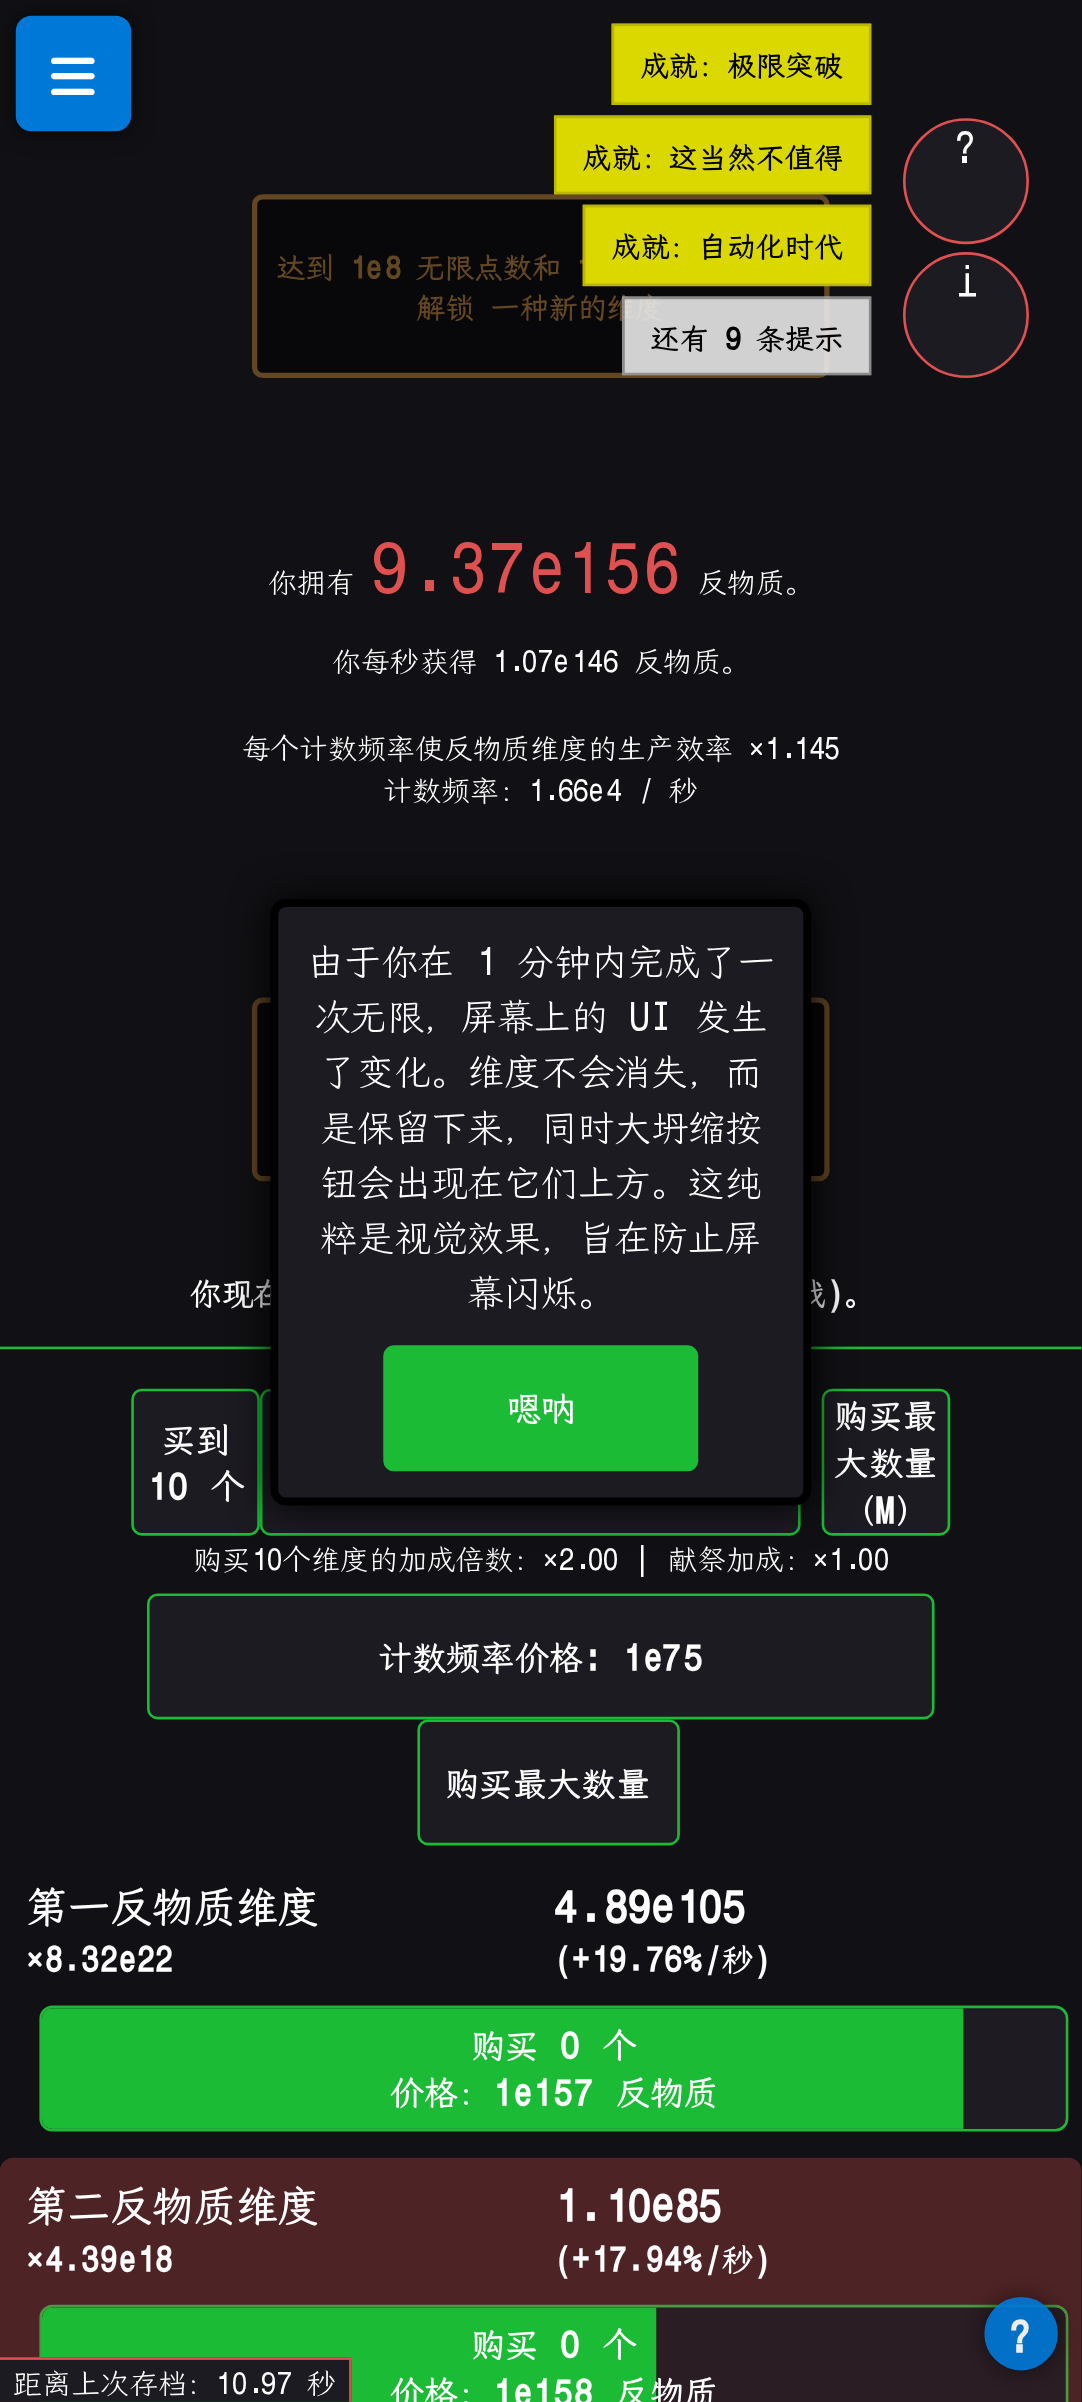 成就：极限突破
?
成就：这当然不值得
成就：自动化时代
i
达到 1e8 无限点数和
解锁 一种新的维度
还有 9 条提示
你拥有 9.37e156 反物质。
你每秒获得 1.07e146 反物质。
每个计数频率使反物质维度的生产效率 ×1.145
计数频率：1.66e4 / 秒
由于你在 1 分钟内完成了一
次无限，屏幕上的 UI 发生
了变化。维度不会消失，而
是保留下来，同时大坍缩按
钮会出现在它们上方。这纯
粹是视觉效果，旨在防止屏
幕闪烁。
嗯呐
你现在
)。
买到
10 个
购买最
大数量
(M)
购买10个维度的加成倍数：×2.00 | 献祭加成：×1.00
计数频率价格：1e75
购买最大数量
第一反物质维度 4.89e105
×8.32e22 (+19.76%/秒)
购买 0 个
价格：1e157 反物质
第二反物质维度 1.10e85
×4.39e18 (+17.94%/秒)
购买 0 个
价格：1e158 反物质
?
距离上次存档：10.97 秒